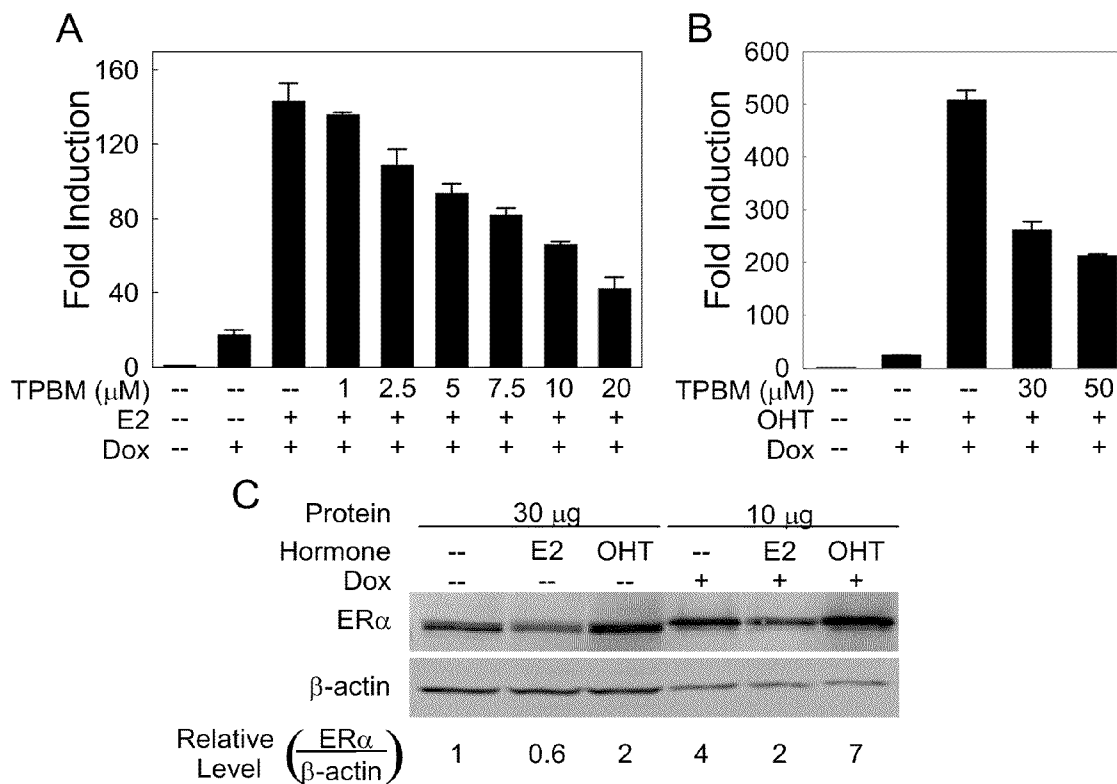 A
Fold Induction
160
120
80
40
0
TPBM (μM) -- -- -- 1 2.5 5 7.5 10 20
E2 -- -- + + + + + + +
Dox -- + + + + + + + +
B
Fold Induction
600
500
400
300
200
100
0
TPBM (μM) -- -- -- 30 50
OHT -- -- + + +
Dox -- + + + +
C
Protein 30 μg 10 μg
Hormone -- E2 OHT -- E2 OHT
Dox -- -- -- + + +
ERα
β-actin
Relative Level (ERα/β-actin) 1 0.6 2 4 2 7